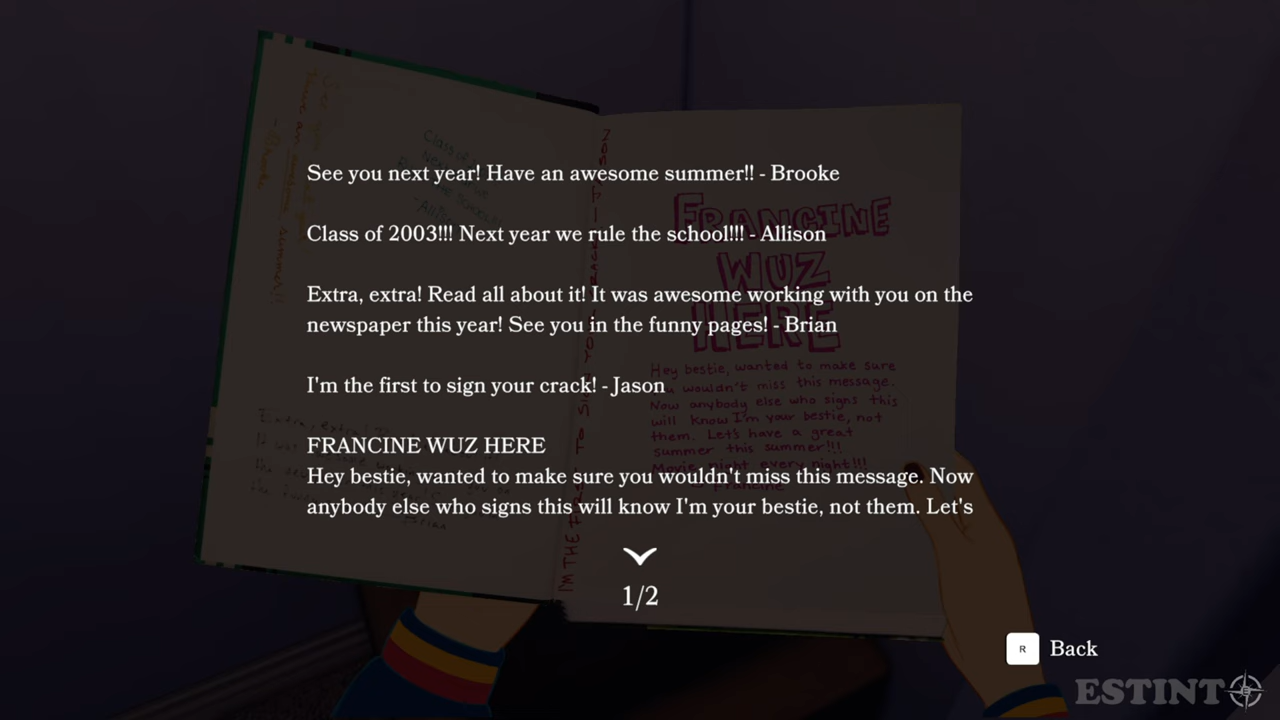 See you next year! Have an awesome summer!! - Brooke
Class of 2003!!! Next year we rule the school!!! - Allison
Extra, extra! Read all about it! It was awesome working with you on the
newspaper this year! See you in the funny pages! - Brian
I'm the first to sign your crack! - Jason
FRANCINE WUZ HERE
Hey bestie, wanted to make sure you wouldn't miss this message. Now
anybody else who signs this will know I'm your bestie, not them. Let's
1/2
R Back
ESTINT
FRANCINE
WUZ
HERE
Hey bestie, wanted to make sure
wouldn't miss this message.
Now anybody else who signs this
will know I'm your bestie, not
them. Let's have a great
summer this summer!!!
Movie night every night!!!